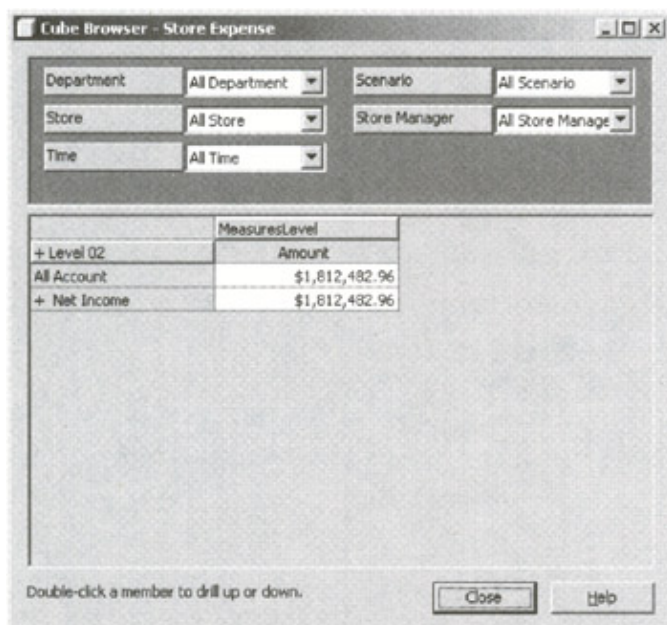 Cube Browser - Store Expense
Department All Department Scenario All Scenario
Store All Store Store Manager All Store Manage
Time All Time
MeasuresLevel
+ Level 02 Amount
All Account $1,812,482.96
+ Net Income $1,812,482.96
Double-click a member to drill up or down.
Close Help